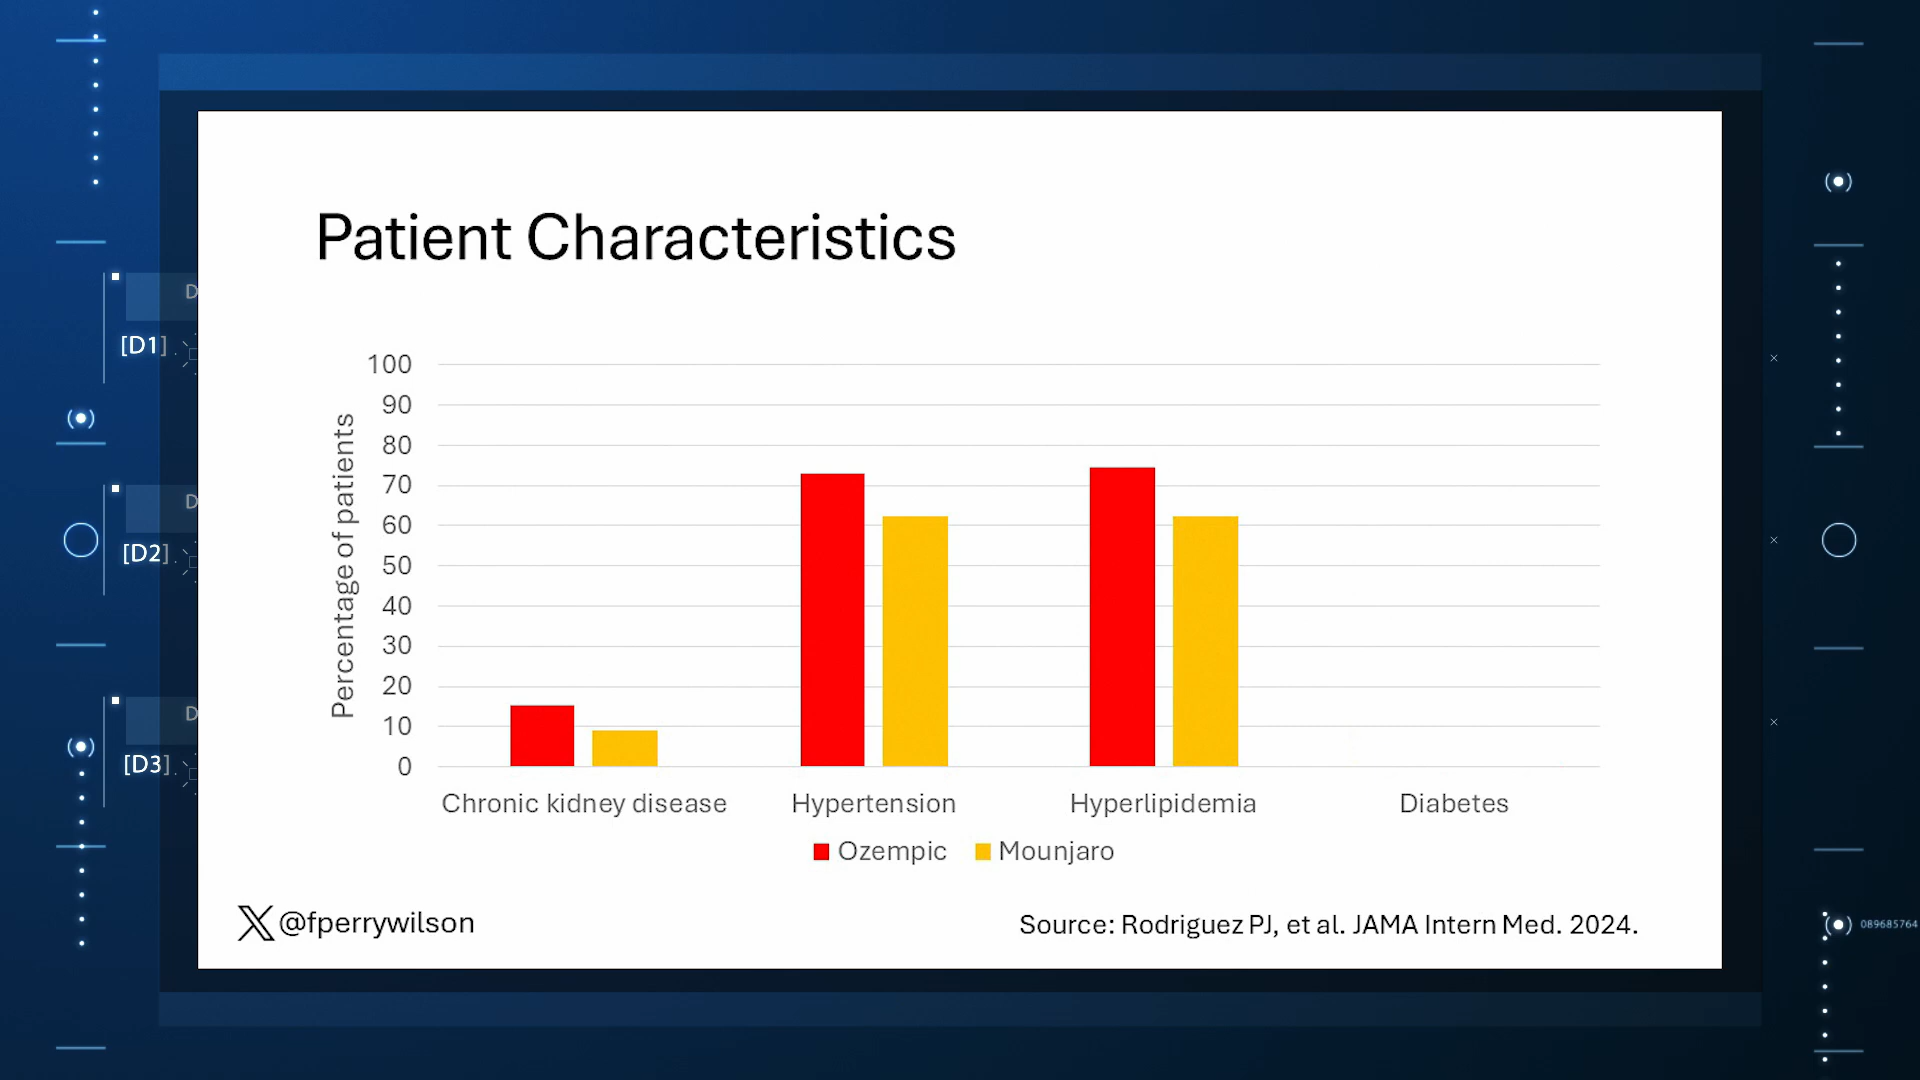 Patient Characteristics
Percentage of patients
100
90
80
70
60
50
40
30
20
10
0
Chronic kidney disease Hypertension Hyperlipidemia Diabetes
Ozempic Mounjaro
@fperrywilson
Source: Rodriguez PJ, et al. JAMA Intern Med. 2024.
D
[D1]
D
[D2]
D
[D3]
089685764